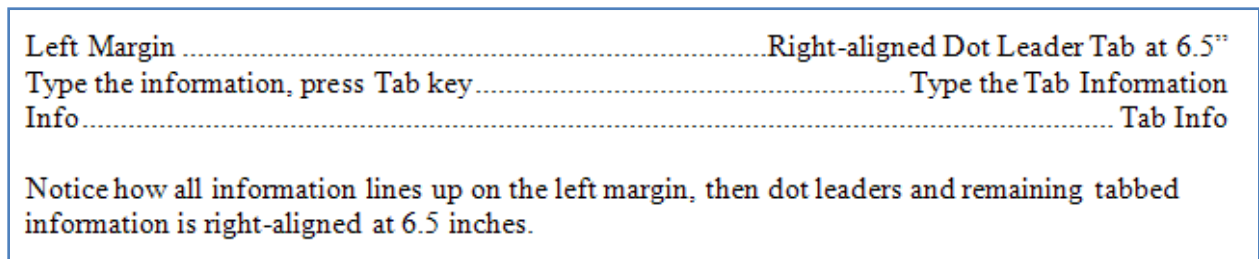 Left Margin ........................................................................................Right-aligned Dot Leader Tab at 6.5”
Type the information, press Tab key.................................................................Type the Tab Information
Info........................................................................................................................................................... Tab Info
Notice how all information lines up on the left margin, then dot leaders and remaining tabbed
information is right-aligned at 6.5 inches.